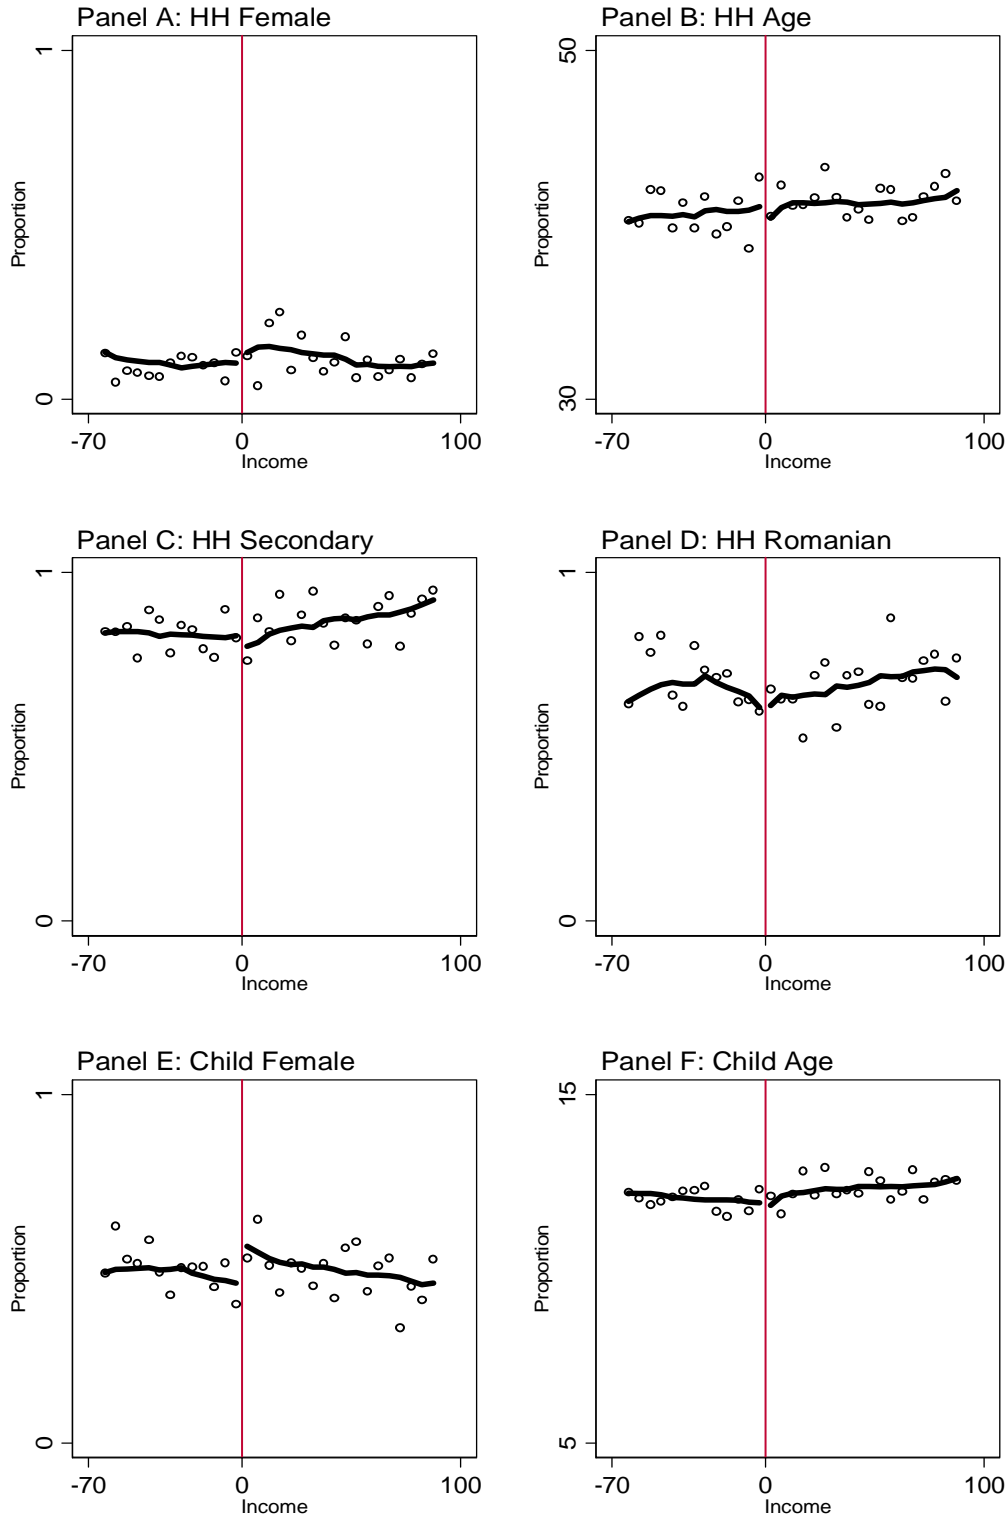 Panel A: HH Female
Panel B: HH Age
1
Proportion
0
-70 0 100
Income
50
Proportion
30
-70 0 100
Income
Panel C: HH Secondary
Panel D: HH Romanian
1
Proportion
0
-70 0 100
Income
1
Proportion
0
-70 0 100
Income
Panel E: Child Female
Panel F: Child Age
1
Proportion
0
-70 0 100
Income
15
Proportion
5
-70 0 100
Income